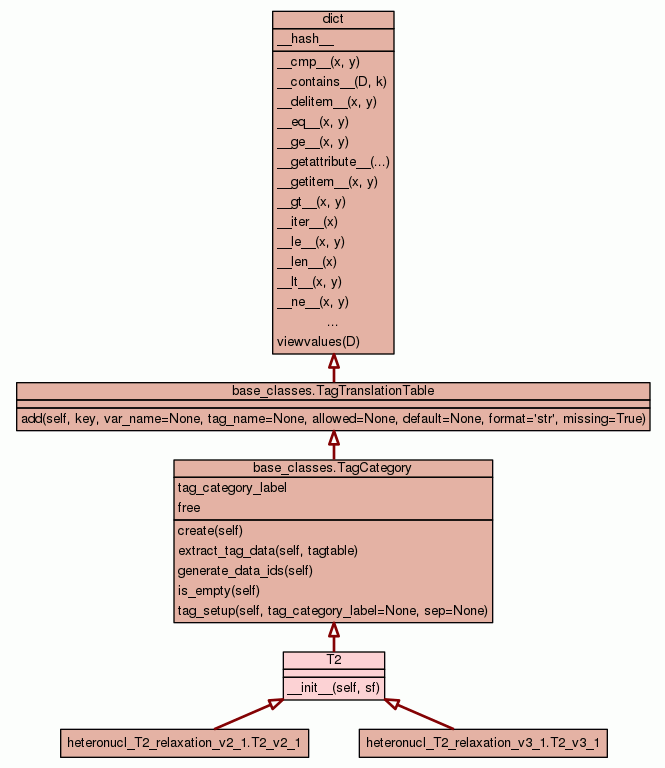 dict
__hash__
__cmp__(x, y)
__contains__(D, k)
__delitem__(x, y)
__eq__(x, y)
__ge__(x, y)
__getattribute__(...)
__getitem__(x, y)
__gt__(x, y)
__iter__(x)
__le__(x, y)
__len__(x)
__lt__(x, y)
__ne__(x, y)
...
viewvalues(D)
base_classes.TagTranslationTable
add(self, key, var_name=None, tag_name=None, allowed=None, default=None, format='str', missing=True)
base_classes.TagCategory
tag_category_label
free
create(self)
extract_tag_data(self, tagtable)
generate_data_ids(self)
is_empty(self)
tag_setup(self, tag_category_label=None, sep=None)
T2
__init__(self, sf)
heteronucl_T2_relaxation_v2_1.T2_v2_1
heteronucl_T2_relaxation_v3_1.T2_v3_1